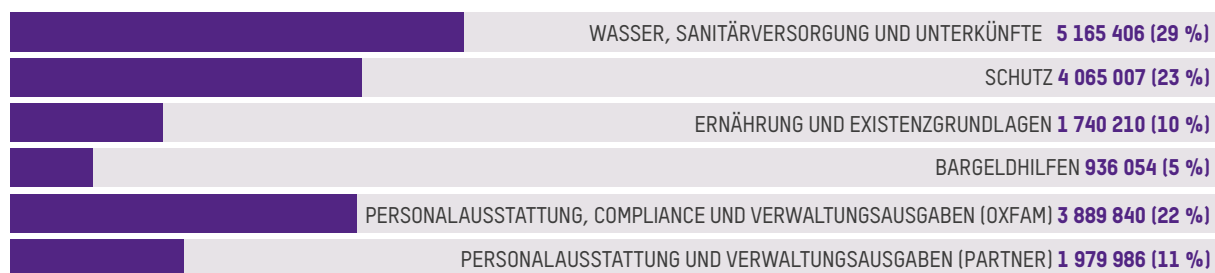 WASSER, SANITÄRVERSORGUNG UND UNTERKÜNFTE 5 165 406 (29 %)
SCHUTZ 4 065 007 (23 %)
ERNÄHRUNG UND EXISTENZGRUNDLAGEN 1 740 210 (10 %)
BARGELDHILFEN 936 054 (5 %)
PERSONALAUSSTATTUNG, COMPLIANCE UND VERWALTUNGSAUSGABEN (OXFAM) 3 889 840 (22 %)
PERSONALAUSSTATTUNG UND VERWALTUNGSAUSGABEN (PARTNER) 1 979 986 (11 %)